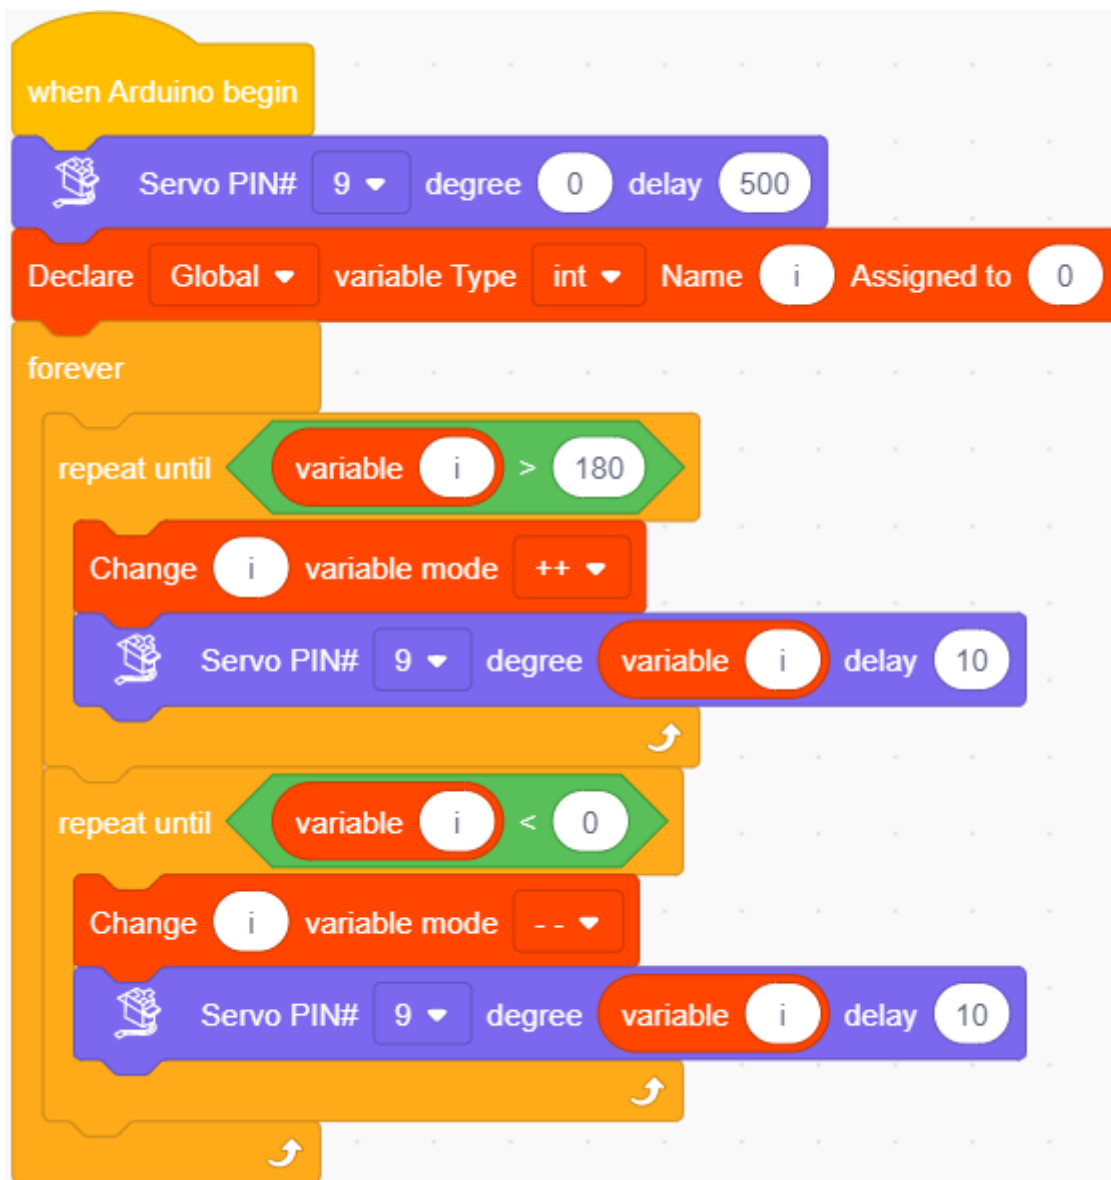 when Arduino begin
Servo PIN# 9 degree 0 delay 500
Declare Global variable Type int Name i Assigned to 0
forever
repeat until variable i > 180
Change i variable mode ++
Servo PIN# 9 degree variable i delay 10
repeat until variable i < 0
Change i variable mode --
Servo PIN# 9 degree variable i delay 10